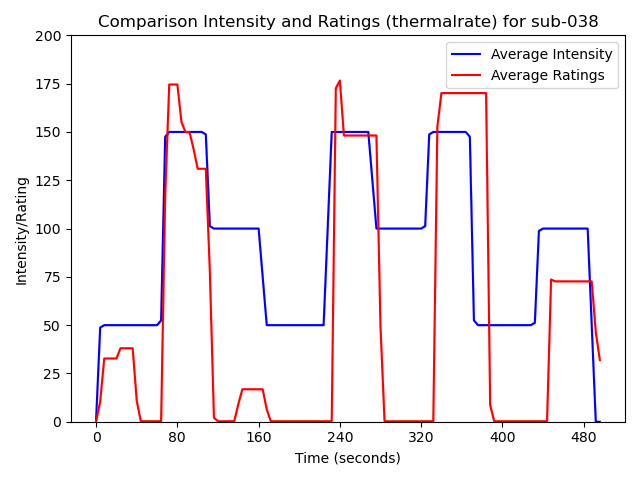 Comparison Intensity and Ratings (thermalrate) for sub-038
200
175
150
125
100
75
50
25
0
Intensity/Rating
Average Intensity
Average Ratings
0 80 160 240 320 400 480
Time (seconds)